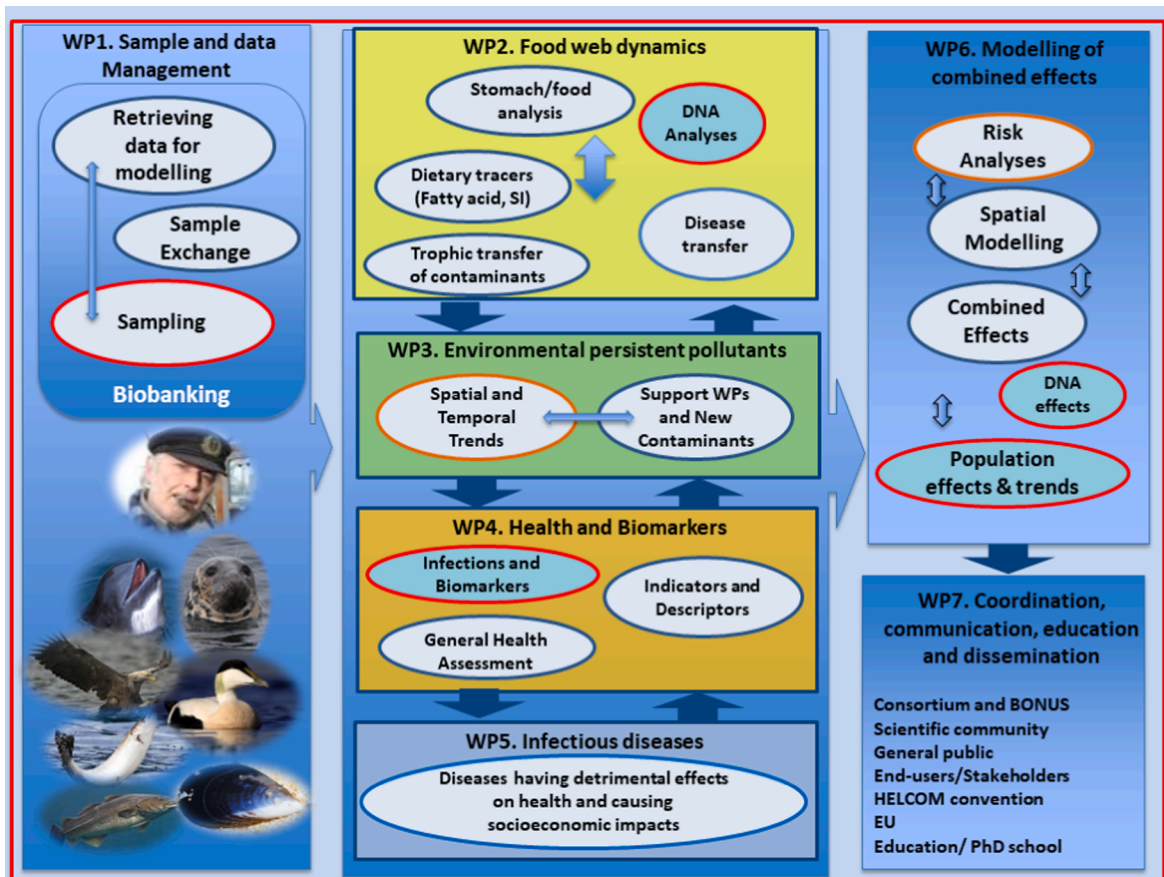 WP1. Sample and data
Management
Retrieving
data for
modelling
Sample
Exchange
Sampling
Biobanking
WP2. Food web dynamics
Stomach/food
analysis
DNA
Analyses
Dietary tracers
(Fatty acid, SI)
Disease
transfer
Trophic transfer
of contaminants
WP3. Environmental persistent pollutants
Spatial and
Temporal
Trends
Support WPs
and New
Contaminants
WP4. Health and Biomarkers
Infections and
Biomarkers
Indicators and
Descriptors
General Health
Assessment
WP5. Infectious diseases
Diseases having detrimental effects
on health and causing
socioeconomic impacts
WP6. Modelling of
combined effects
Risk
Analyses
Spatial
Modelling
Combined
Effects
DNA
effects
Population
effects & trends
WP7. Coordination,
communication, education
and dissemination
Consortium and BONUS
Scientific community
General public
End-users/Stakeholders
HELCOM convention
EU
Education/ PhD school